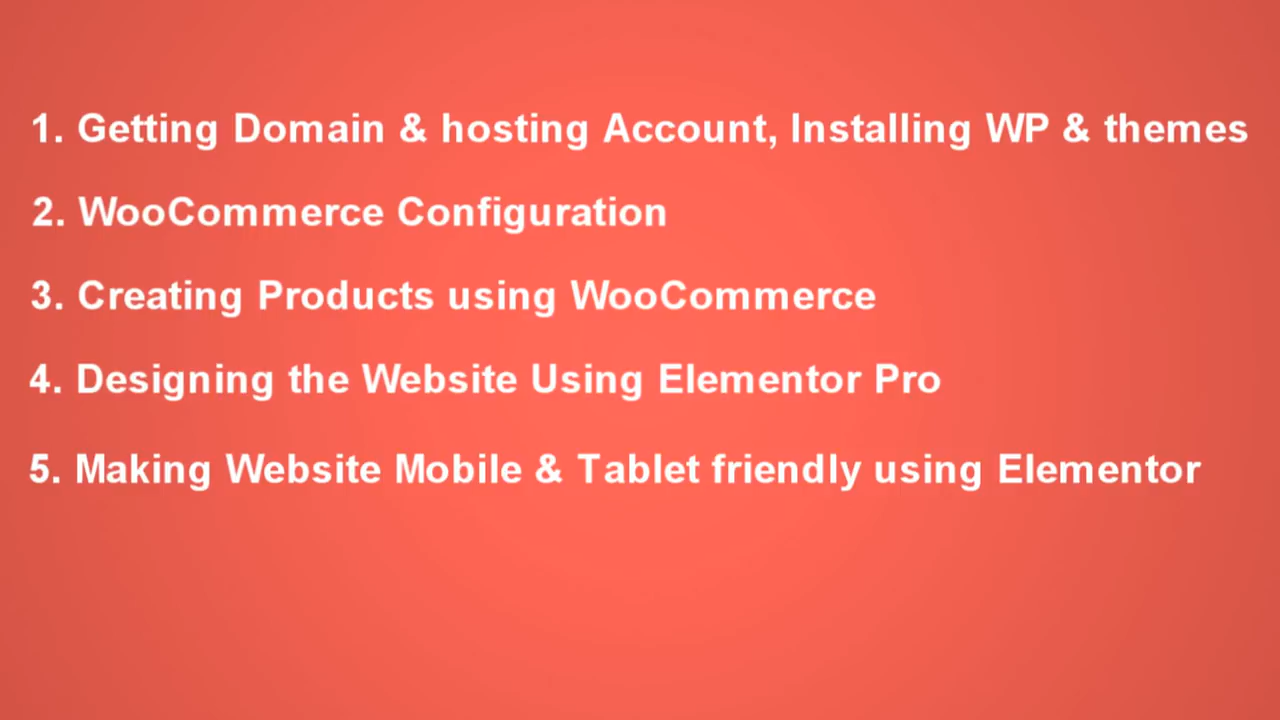 1. Getting Domain & hosting Account, Installing WP & themes
2. WooCommerce Configuration
3. Creating Products using WooCommerce
4. Designing the Website Using Elementor Pro
5. Making Website Mobile & Tablet friendly using Elementor